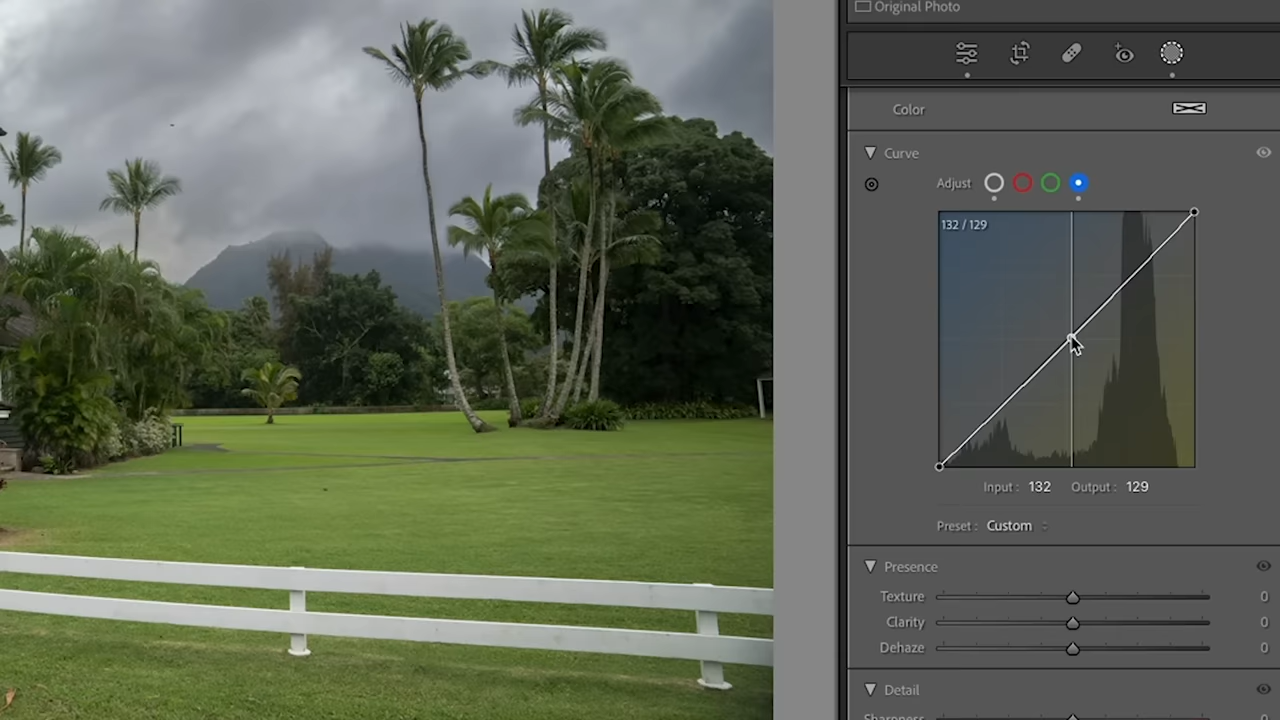 Original Photo
Color
Curve
Adjust
132 / 129
Input : 132 Output : 129
Preset : Custom
Presence
Texture 0
Clarity 0
Dehaze 0
Detail
Sharpness